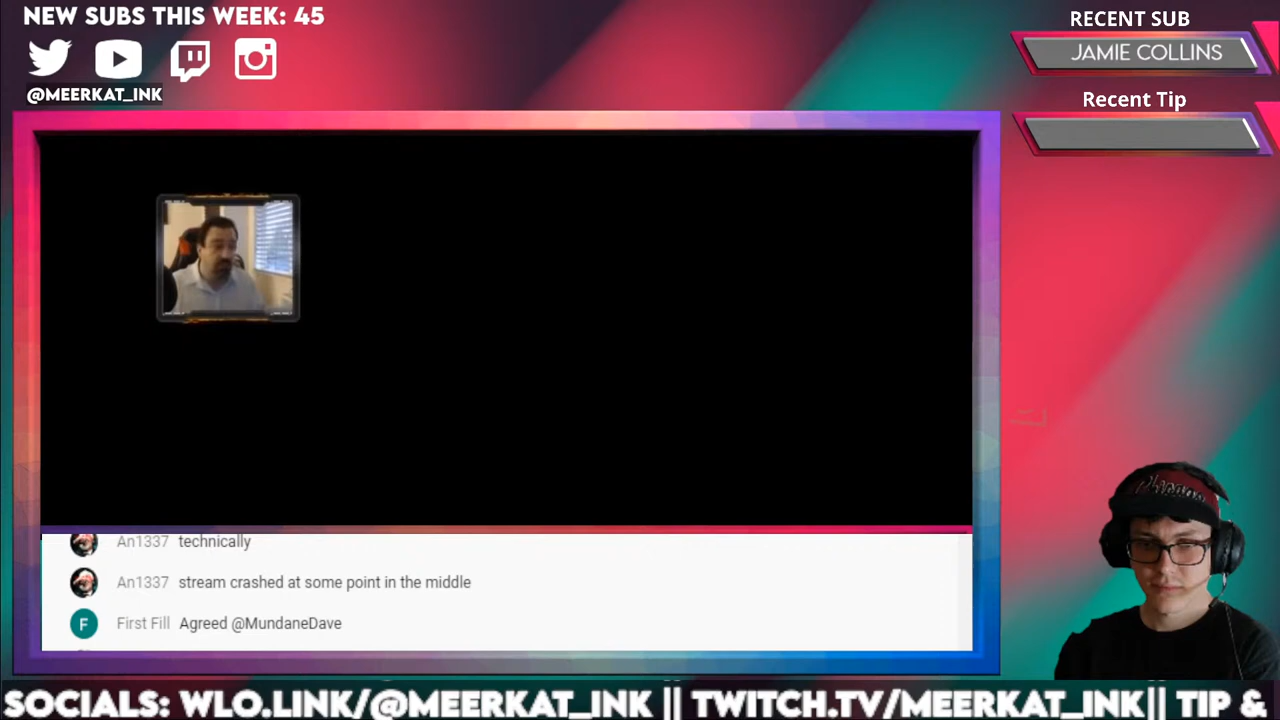 NEW SUBS THIS WEEK: 45
@MEERKAT_INK
RECENT SUB
JAMIE COLLINS
Recent Tip
An1337 technically
An1337 stream crashed at some point in the middle
F First Fill Agreed @MundaneDave
Chicago
SOCIALS: WLO.LINK/@MEERKAT_INK || TWITCH.TV/MEERKAT_INK|| TIP &